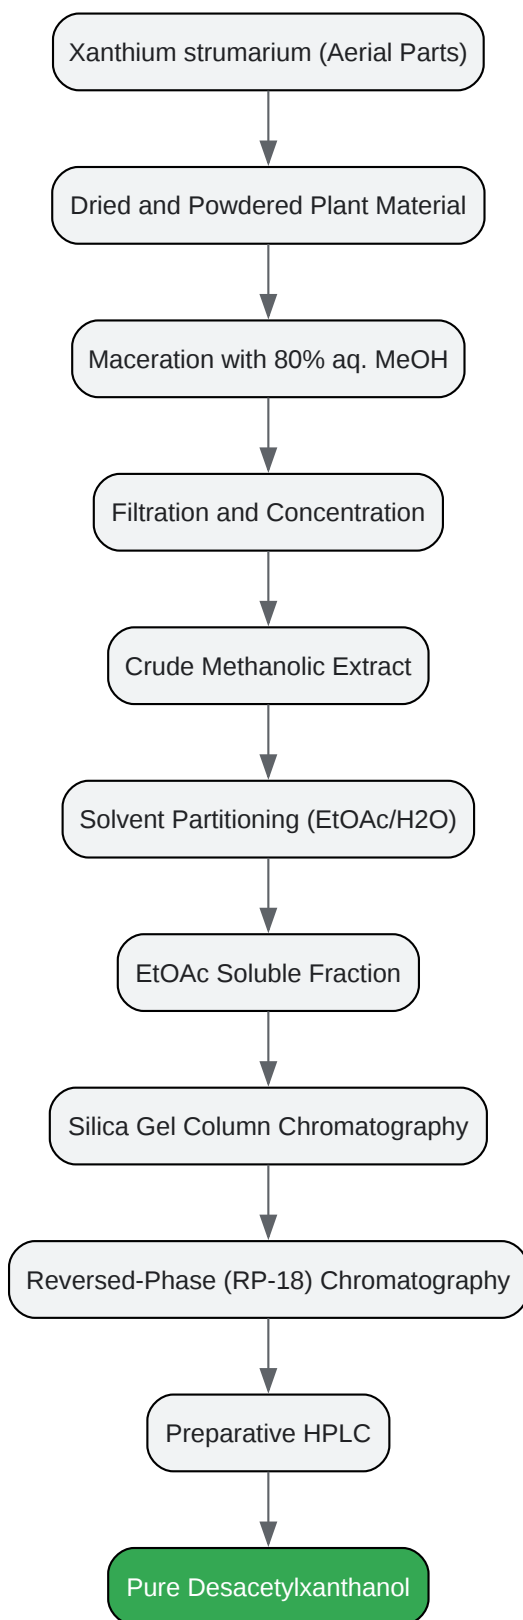 Xanthium strumarium (Aerial Parts)
Dried and Powdered Plant Material
Maceration with 80% aq. MeOH
Filtration and Concentration
Crude Methanolic Extract
Solvent Partitioning (EtOAc/H2O)
EtOAc Soluble Fraction
Silica Gel Column Chromatography
Reversed-Phase (RP-18) Chromatography
Preparative HPLC
Pure Desacetylxanthanol